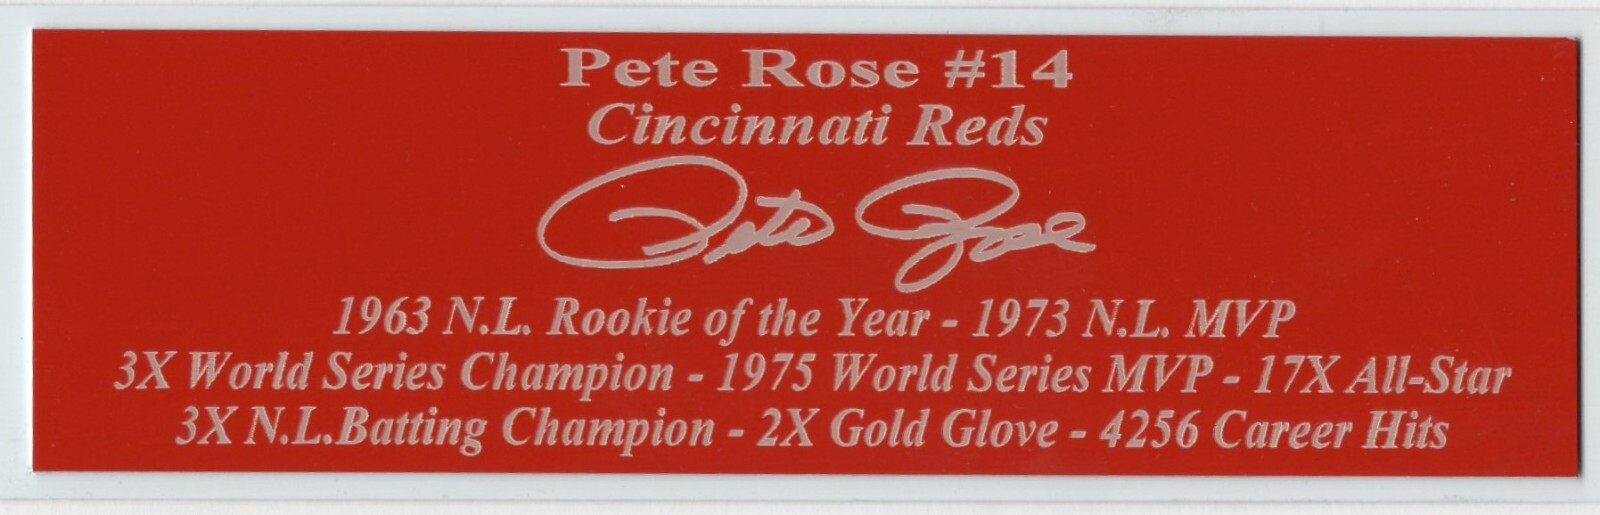 Pete Rose #14
Cincinnati Reds
Pete Rose
1963 N.L. Rookie of the Year - 1973 N.L. MVP
3X World Series Champion - 1975 World Series MVP - 17X All-Star
3X N.L.Batting Champion - 2X Gold Glove - 4256 Career Hits